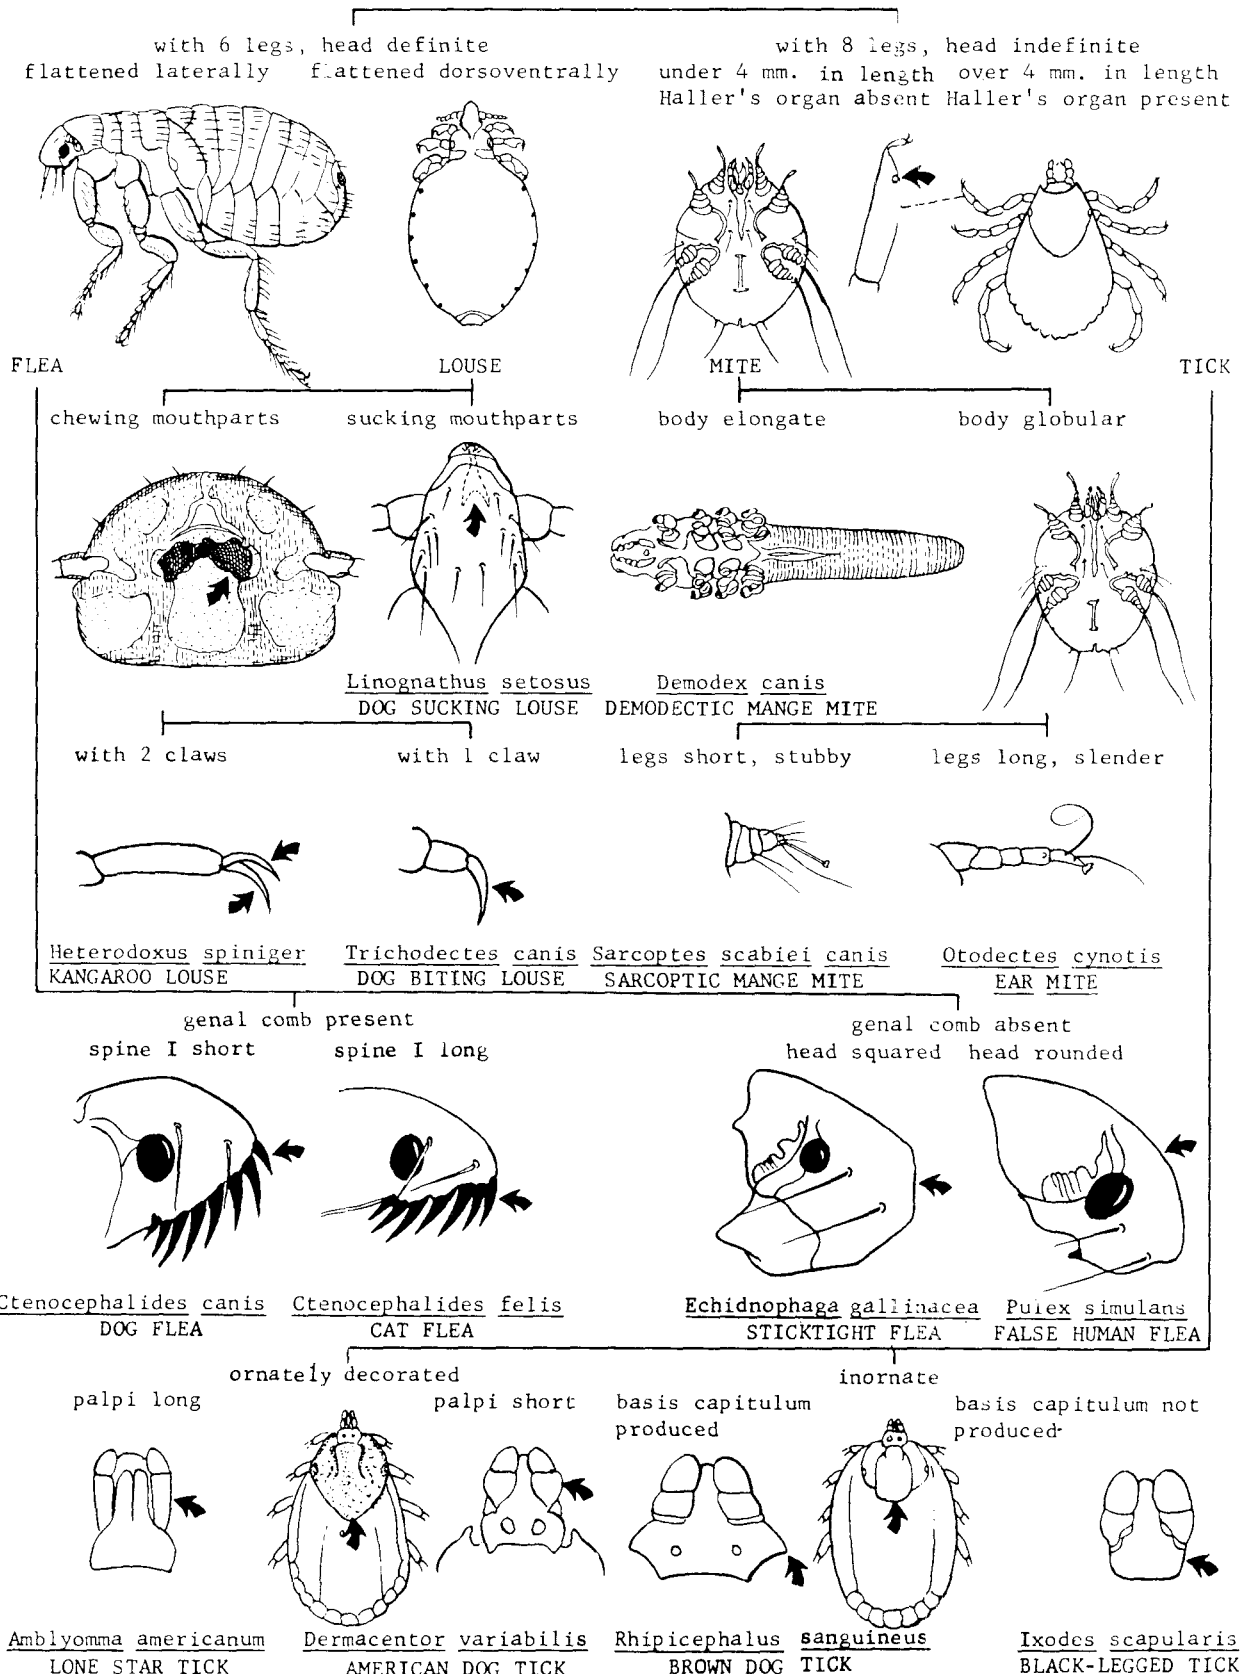 with 6 legs, head definite
flattened laterally flattened dorsoventrally
with 8 legs, head indefinite
under 4 mm. in length over 4 mm. in length
Haller's organ absent Haller's organ present
FLEA LOUSE MITE TICK
chewing mouthparts sucking mouthparts body elongate body globular
Linognathus setosus Demodex canis
DOG SUCKING LOUSE DEMODECTIC MANGE MITE
with 2 claws with 1 claw legs short, stubby legs long, slender
Heterodoxus spiniger Trichodectes canis Sarcoptes scabiei canis Otodectes cynotis
KANGAROO LOUSE DOG BITING LOUSE SARCOPTIC MANGE MITE EAR MITE
genal comb present genal comb absent
spine I short spine I long head squared head rounded
Ctenocephalides canis Ctenocephalides felis Echidnophaga gallinacea Pulex simulans
DOG FLEA CAT FLEA STICKTIGHT FLEA FALSE HUMAN FLEA
ornately decorated inornate
palpi long palpi short basis capitulum produced basis capitulum not produced
Amblyomma americanum Dermacentor variabilis Rhipicephalus sanguineus Ixodes scapularis
LONE STAR TICK AMERICAN DOG TICK BROWN DOG TICK BLACK-LEGGED TICK